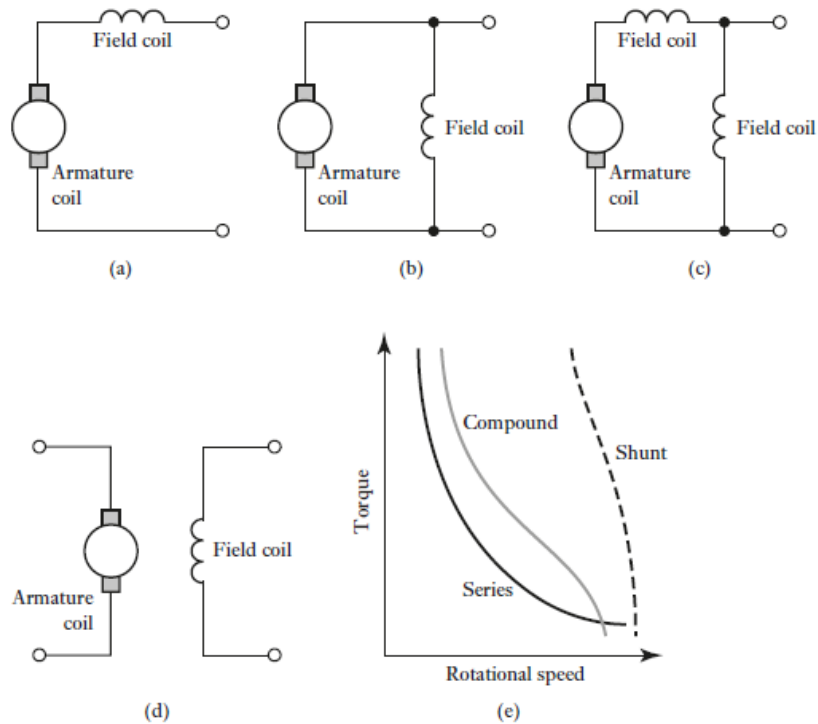 Field coil
Armature
coil
(a)
Field coil
Armature
coil
(b)
Field coil
Field coil
Armature
coil
(c)
Field coil
Armature
coil
(d)
Torque
Compound
Shunt
Series
Rotational speed
(e)